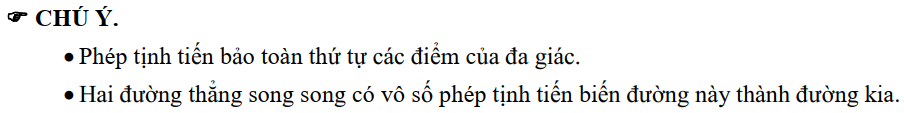 ☞ CHÚ Ý.
• Phép tịnh tiến bảo toàn thứ tự các điểm của đa giác.
• Hai đường thẳng song song có vô số phép tịnh tiến biến đường này thành đường kia.